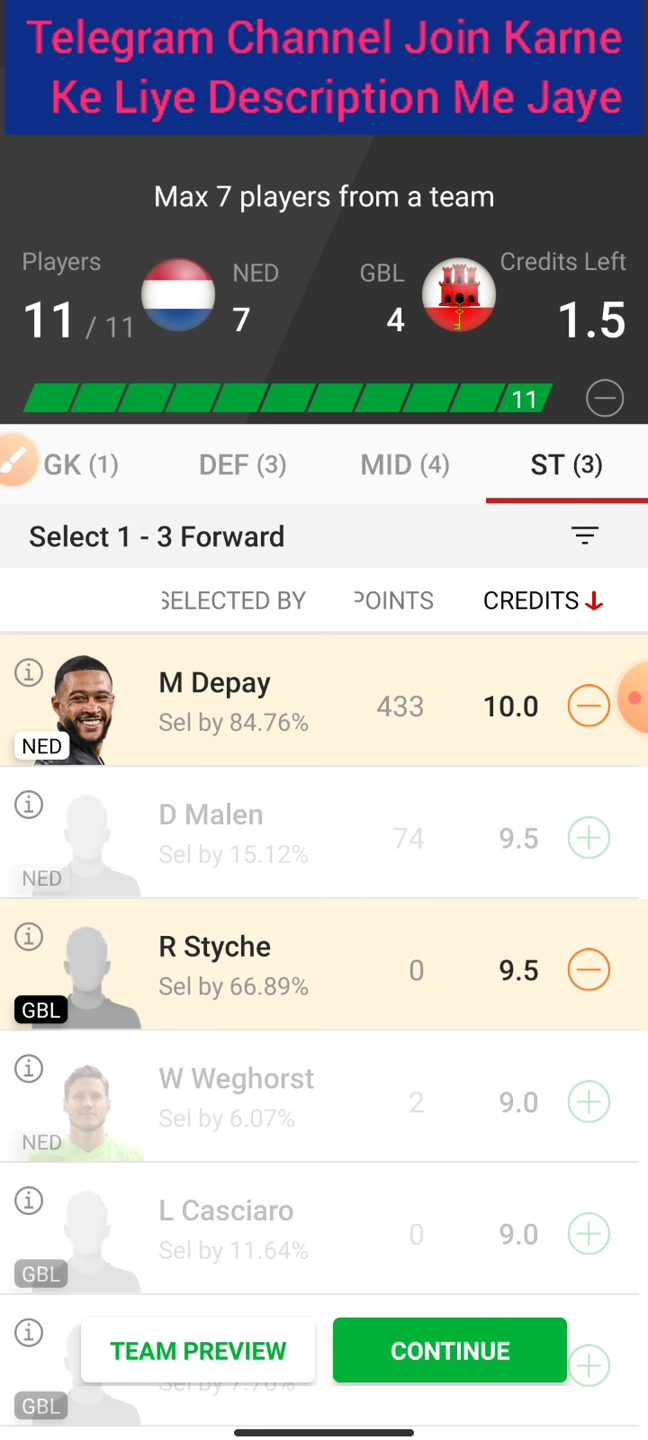 Telegram Channel Join Karne
Ke Liye Description Me Jaye
Max 7 players from a team
Players
NED
GBL
Credits Left
11 / 11
7
4
1.5
11
GK (1)
DEF (3)
MID (4)
ST (3)
Select 1 - 3 Forward
SELECTED BY
POINTS
CREDITS
M Depay
Sel by 84.76%
433
10.0
NED
D Malen
Sel by 15.12%
74
9.5
NED
R Styche
Sel by 66.89%
0
9.5
GBL
W Weghorst
Sel by 6.07%
2
9.0
NED
L Casciaro
Sel by 11.64%
0
9.0
GBL
TEAM PREVIEW
CONTINUE
GBL